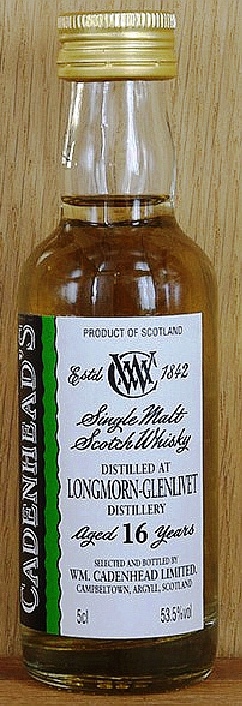 CADENHEAD'S
PRODUCT OF SCOTLAND
Estd WMC 1842
Single Malt
Scotch Whisky
DISTILLED AT
LONGMORN-GLENLIVET
DISTILLERY
Aged 16 Years
SELECTED AND BOTTLED BY
WM. CADENHEAD LIMITED,
CAMPBELTOWN, ARGYLL, SCOTLAND
5cl 53.5%vol